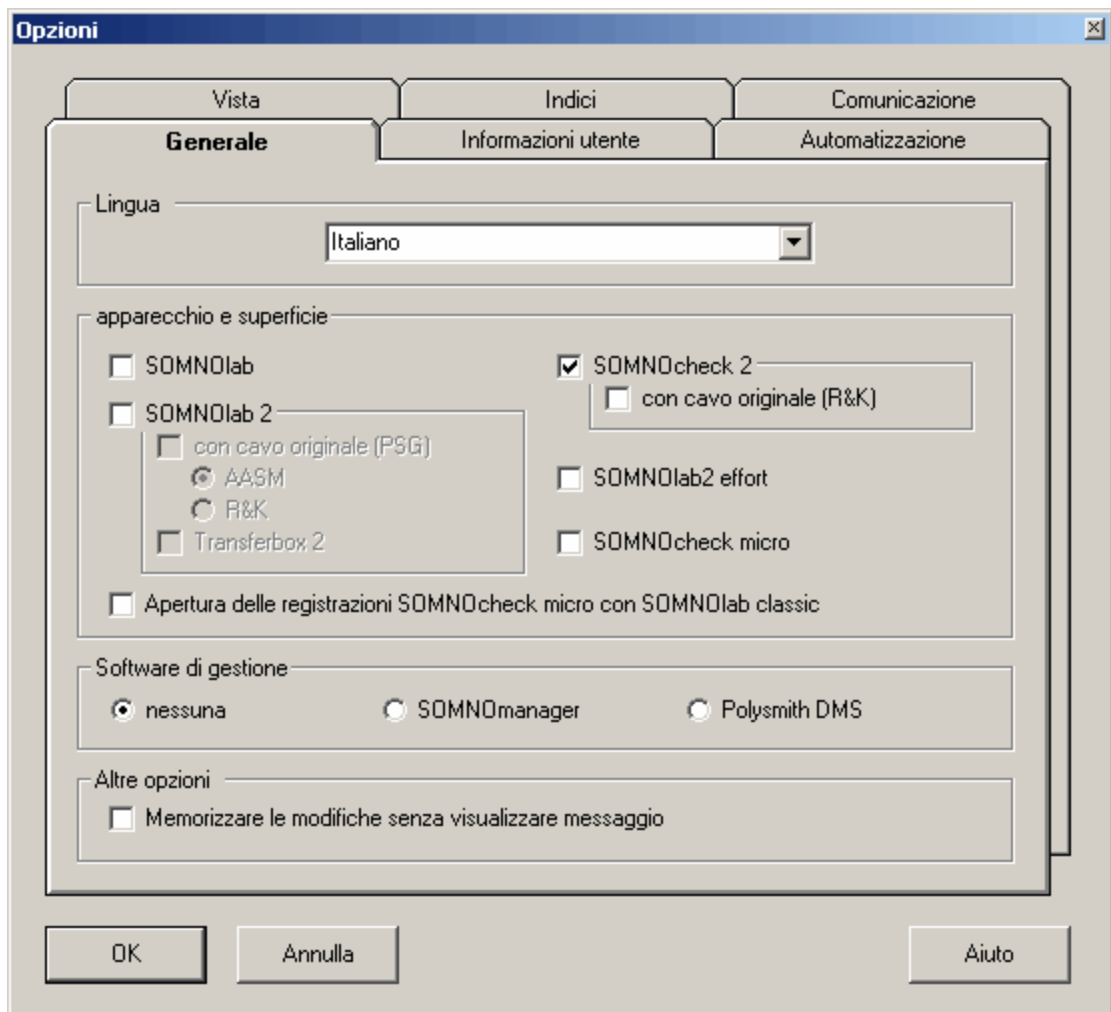 Opzioni
Vista Indici Comunicazione
Generale Informazioni utente Automatizzazione
Lingua
Italiano
apparecchio e superficie
SOMNOlab
SOMNOcheck 2
con cavo originale (R&K)
SOMNOlab 2
con cavo originale (PSG)
AASM
R&K
Transferbox 2
SOMNOlab2 effort
SOMNOcheck micro
Apertura delle registrazioni SOMNOcheck micro con SOMNOlab classic
Software di gestione
nessuna SOMNOmanager Polysmith DMS
Altre opzioni
Memorizzare le modifiche senza visualizzare messaggio
OK Annulla Aiuto